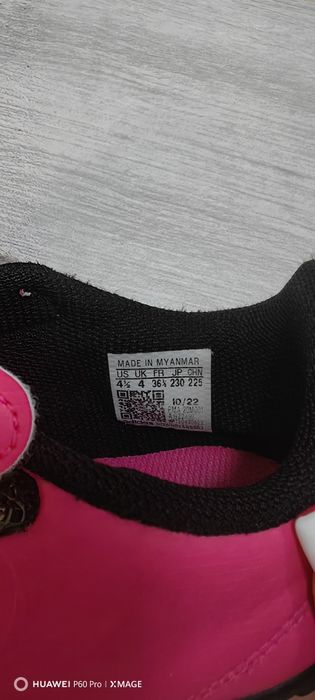 MADE IN MYANMAR
US UK FR JP CHN
4½ 4 36⅔ 230 225
10/22
HUAWEI P60 Pro | XMAGE